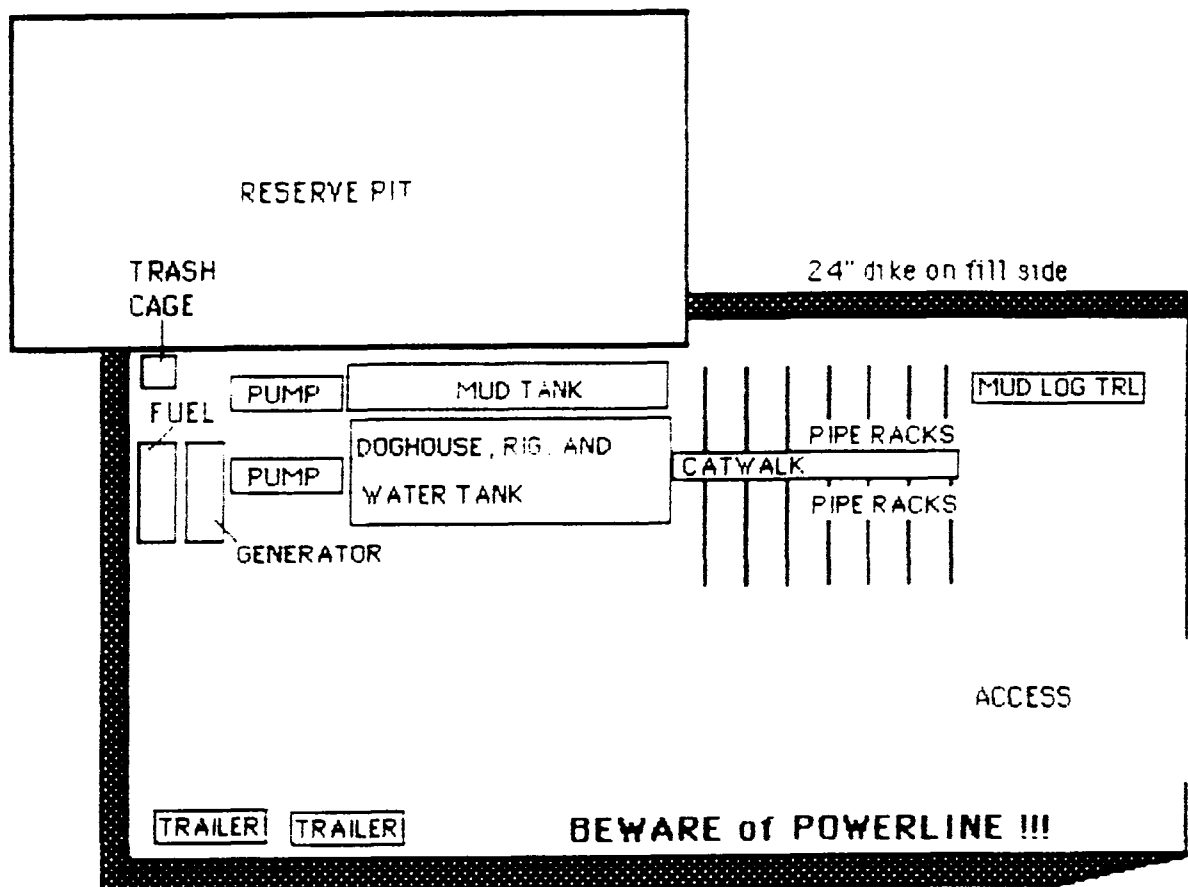 RESERVE PIT
TRASH
CAGE
24" dike on fill side
PUMP
MUD TANK
MUD LOG TRL
FUEL
DOGHOUSE, RIG, AND
WATER TANK
PIPE RACKS
PUMP
CATWALK
PIPE RACKS
GENERATOR
ACCESS
TRAILER
TRAILER
BEWARE of POWERLINE !!!